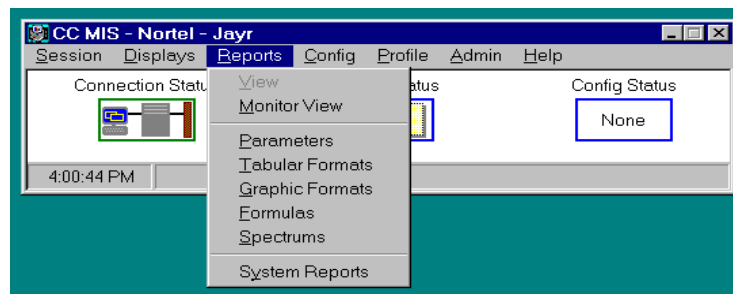 CC MIS - Nortel - Jayr
Session Displays Reports Config Profile Admin Help
Connection Statu
atus
Config Status
None
4:00:44 PM
View
Monitor View
Parameters
Tabular Formats
Graphic Formats
Formulas
Spectrums
System Reports